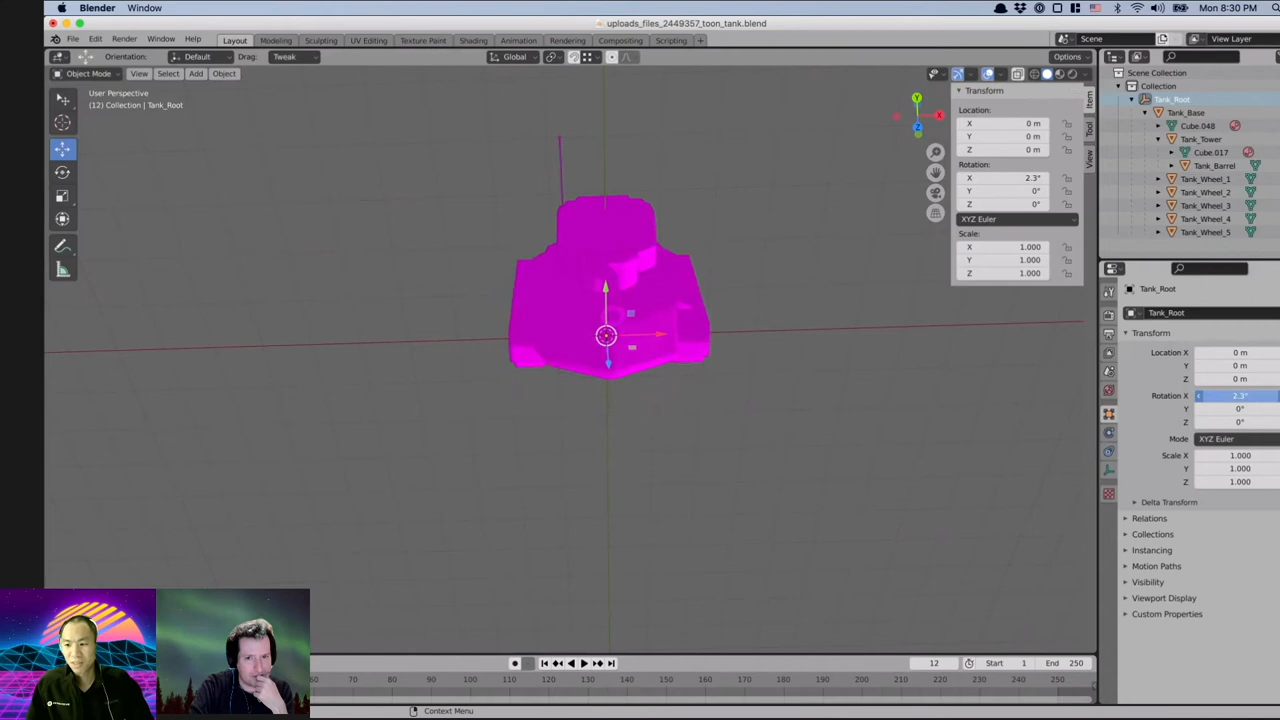 Blender Window
Mon 8:30 PM
uploads_files_2449357_toon_tank.blend
File Edit Render Window Help
Layout Modeling Sculpting UV Editing Texture Paint Shading Animation Rendering Compositing Scripting +
Scene
View Layer
Orientation: Default Drag: Tweak
Global
Options
Object Mode View Select Add Object
User Perspective
(12) Collection | Tank_Root
Y
X
Z
Transform
Location:
X 0 m
Y 0 m
Z 0 m
Rotation:
X 2.3°
Y 0°
Z 0°
XYZ Euler
Scale:
X 1.000
Y 1.000
Z 1.000
Item
Tool
View
Scene Collection
Collection
Tank_Root
Tank_Base
Cube.048
Tank_Tower
Cube.017
Tank_Barrel
Tank_Wheel_1
Tank_Wheel_2
Tank_Wheel_3
Tank_Wheel_4
Tank_Wheel_5
Tank_Root
Tank_Root
Transform
Location X 0 m
Y 0 m
Z 0 m
Rotation X 2.3°
Y 0°
Z 0°
Mode XYZ Euler
Scale X 1.000
Y 1.000
Z 1.000
Delta Transform
Relations
Collections
Instancing
Motion Paths
Visibility
Viewport Display
Custom Properties
12 Start 1 End 250
60 70 80 90 100 110 120 130 140 150 160 170 180 190 200 210 220 230 240 250
Context Menu